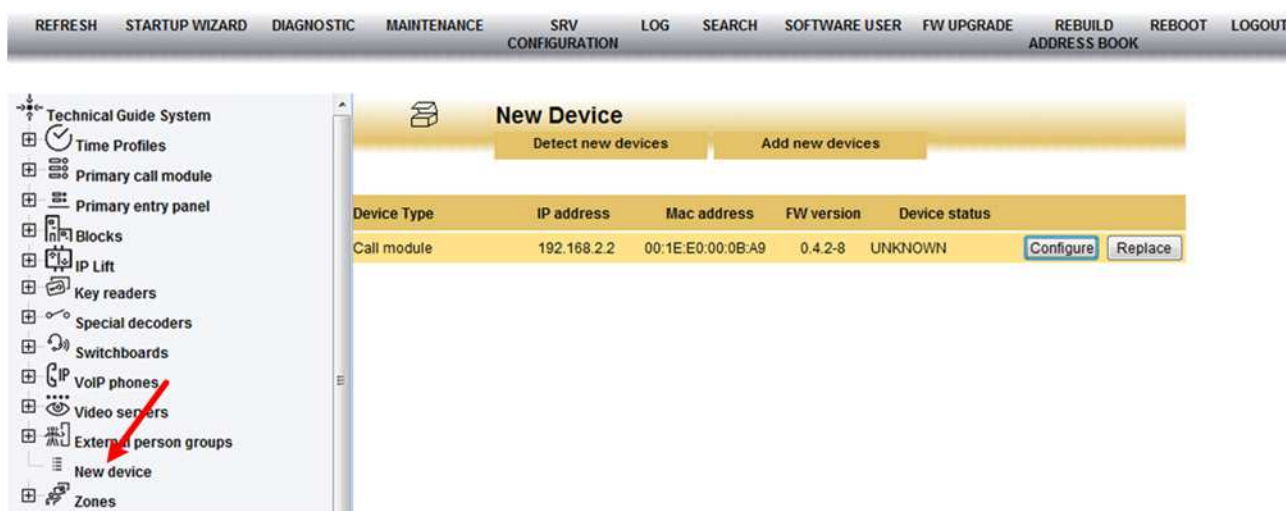 REFRESH STARTUP WIZARD DIAGNOSTIC MAINTENANCE SRV CONFIGURATION LOG SEARCH SOFTWARE USER FW UPGRADE REBUILD ADDRESS BOOK REBOOT LOGOUT
Technical Guide System
Time Profiles
Primary call module
Primary entry panel
Blocks
IP Lift
Key readers
Special decoders
Switchboards
IP VoIP phones
Video servers
External person groups
New device
Zones
New Device
Detect new devices Add new devices
Device Type IP address Mac address FW version Device status
Call module 192.168.2.2 00:1E:E0:00:0B:A9 0.4.2-8 UNKNOWN Configure Replace